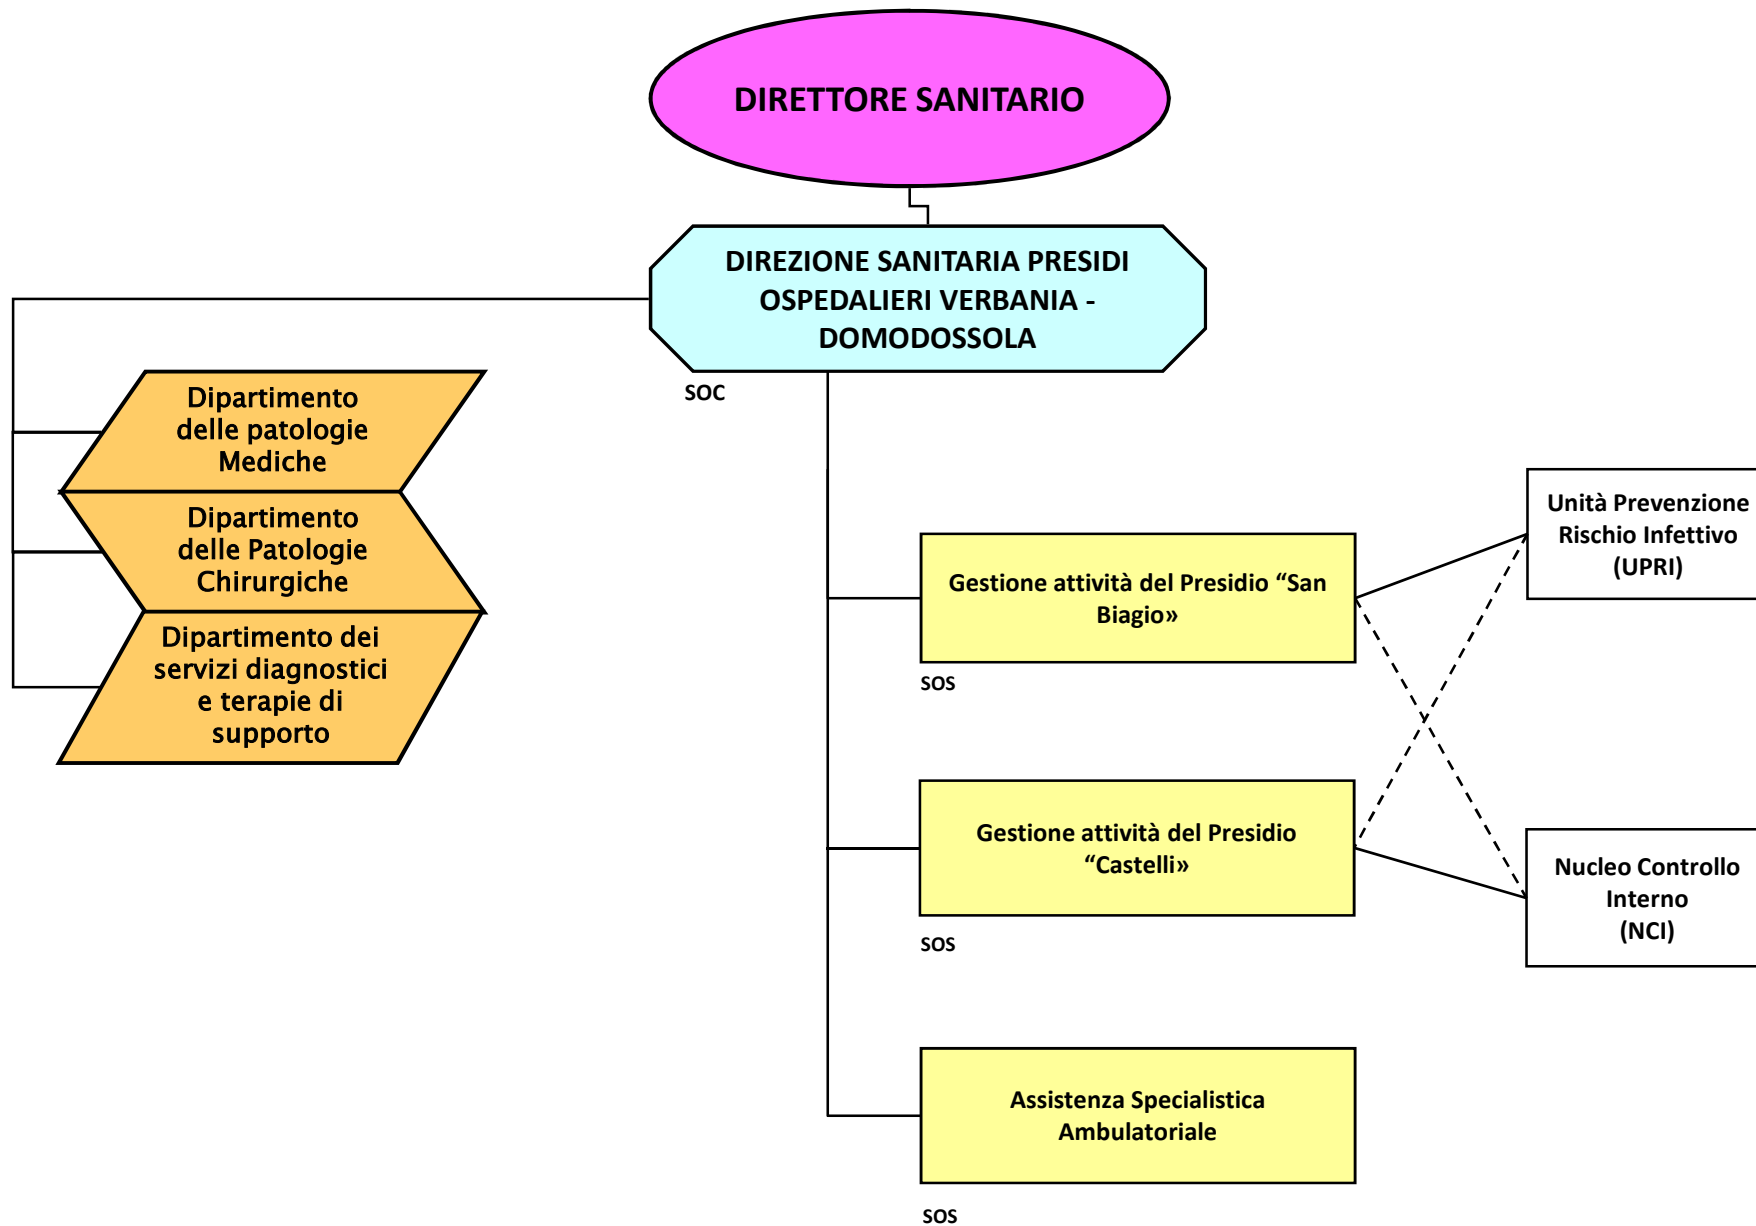 DIRETTORE SANITARIO
DIREZIONE SANITARIA PRESIDI
OSPEDALIERI VERBANIA -
DOMODOSSOLA
SOC
Dipartimento
delle patologie
Mediche
Dipartimento
delle Patologie
Chirurgiche
Dipartimento dei
servizi diagnostici
e terapie di
supporto
Gestione attività del Presidio “San
Biagio»
SOS
Unità Prevenzione
Rischio Infettivo
(UPRI)
Gestione attività del Presidio
“Castelli»
SOS
Nucleo Controllo
Interno
(NCI)
Assistenza Specialistica
Ambulatoriale
SOS